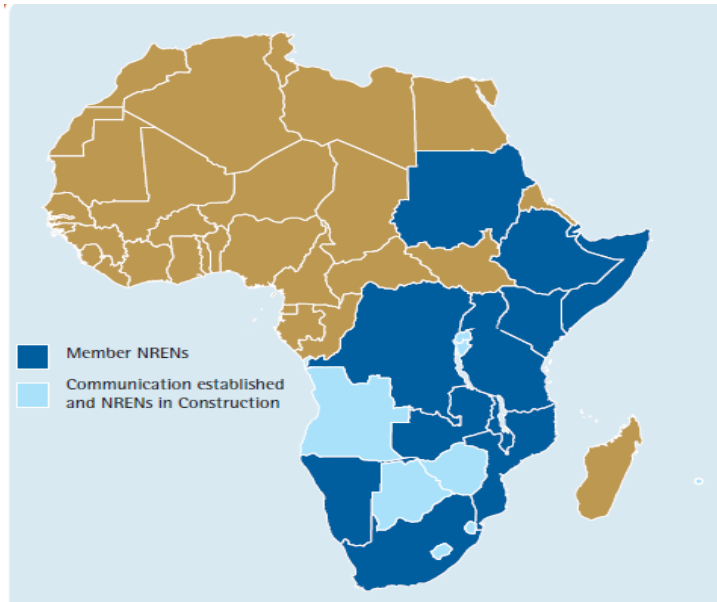 Member NRENs
Communication established
and NRENs in Construction